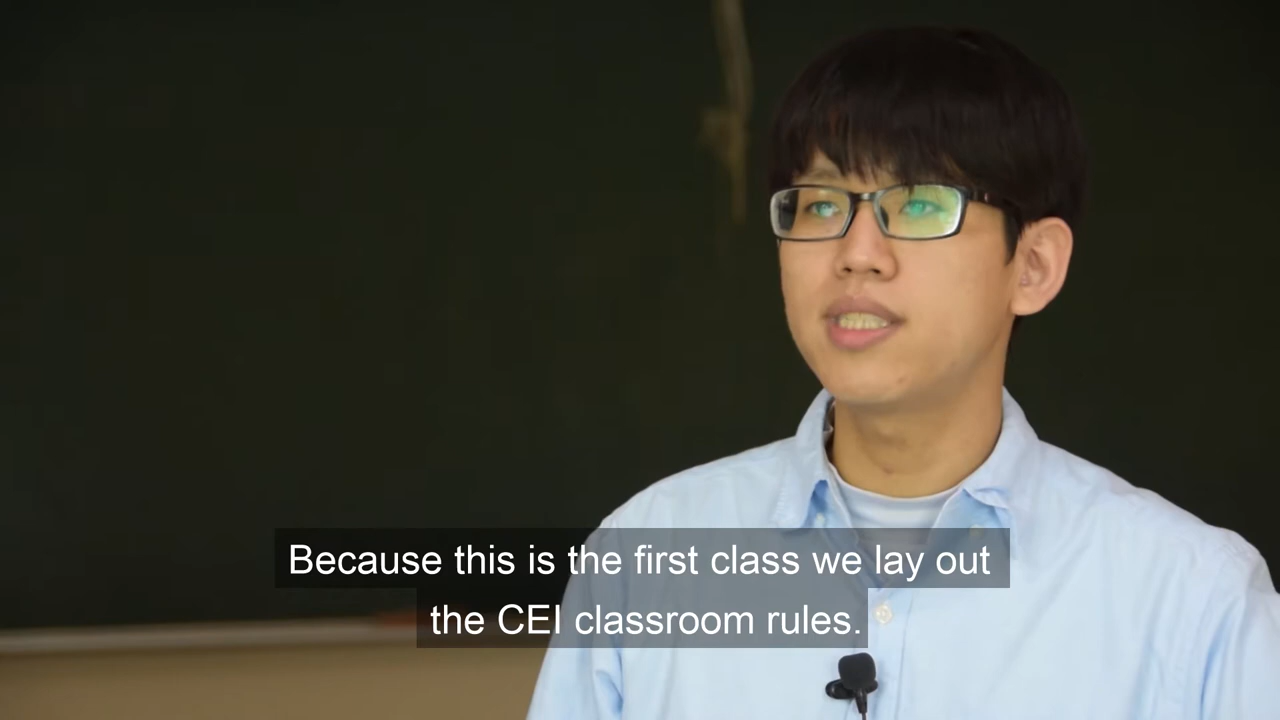 Because this is the first class we lay out
the CEI classroom rules.